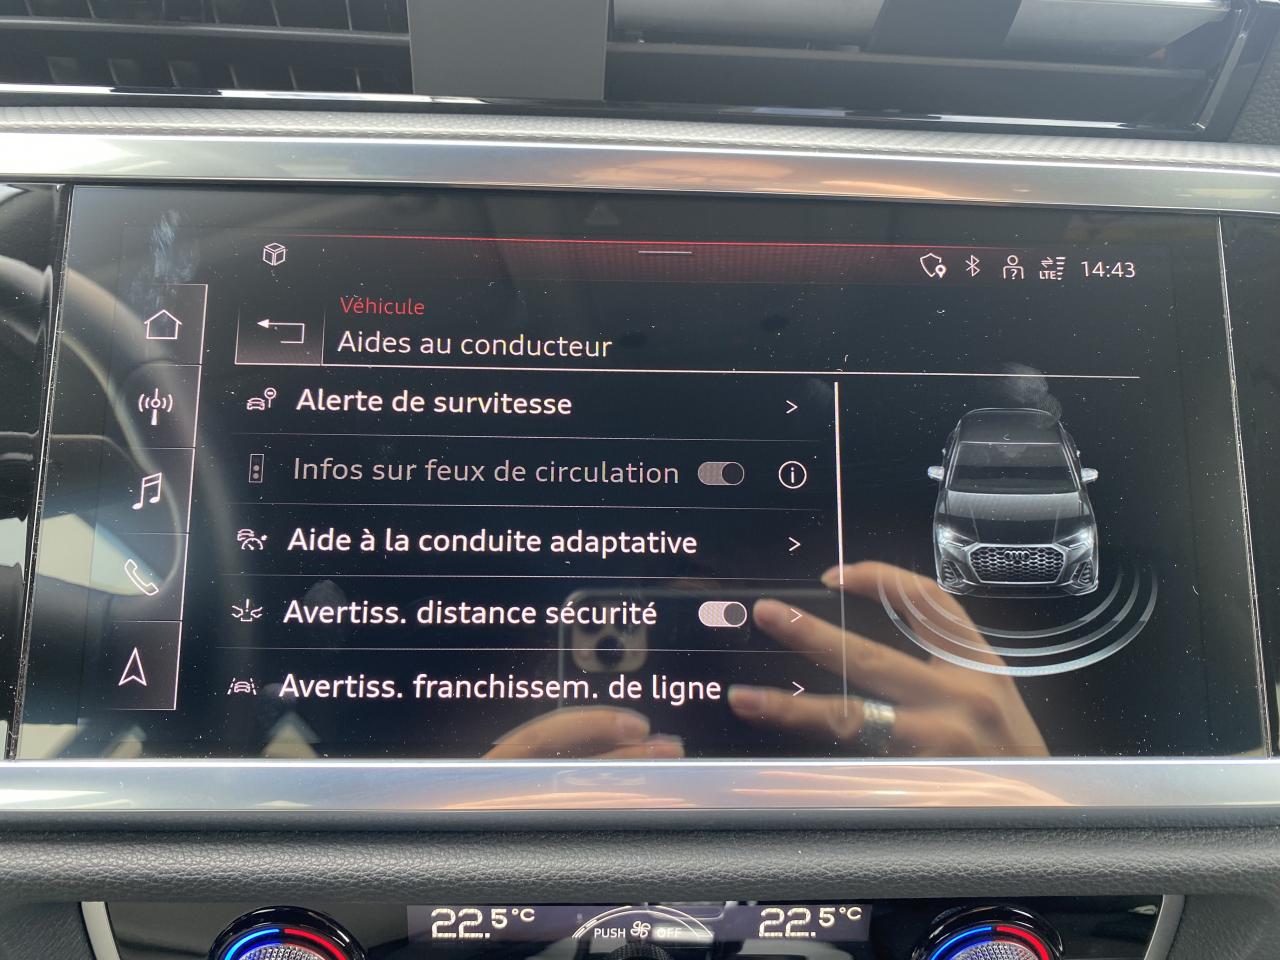 LTE 14:43
Véhicule
Aides au conducteur
Alerte de survitesse
Infos sur feux de circulation
Aide à la conduite adaptative
Avertiss. distance sécurité
Avertiss. franchissem. de ligne
22.5°C PUSH OFF 22.5°C